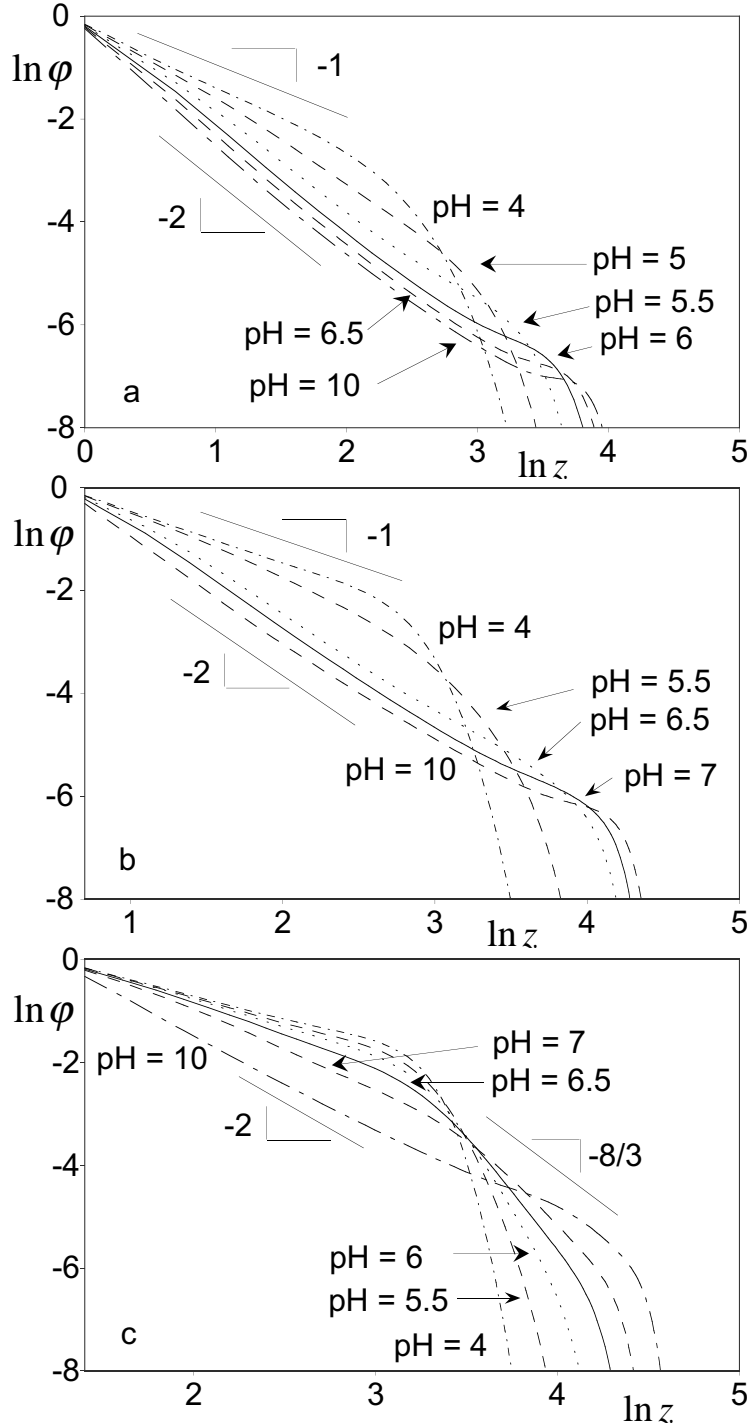 0
ln φ
-1
-2
-2
pH = 4
-4
pH = 5
pH = 5.5
-6
pH = 6.5
pH = 6
pH = 10
a
-8
0 1 2 3 4 5
ln z
0
ln φ
-1
-2
pH = 4
-2
-4
pH = 5.5
pH = 6.5
pH = 10
pH = 7
-6
b
-8
1 2 3 4 5
ln z
0
ln φ
pH = 10
pH = 7
-2
pH = 6.5
-2
-8/3
-4
pH = 6
-6
pH = 5.5
c
pH = 4
-8
2 3 4 5
ln z